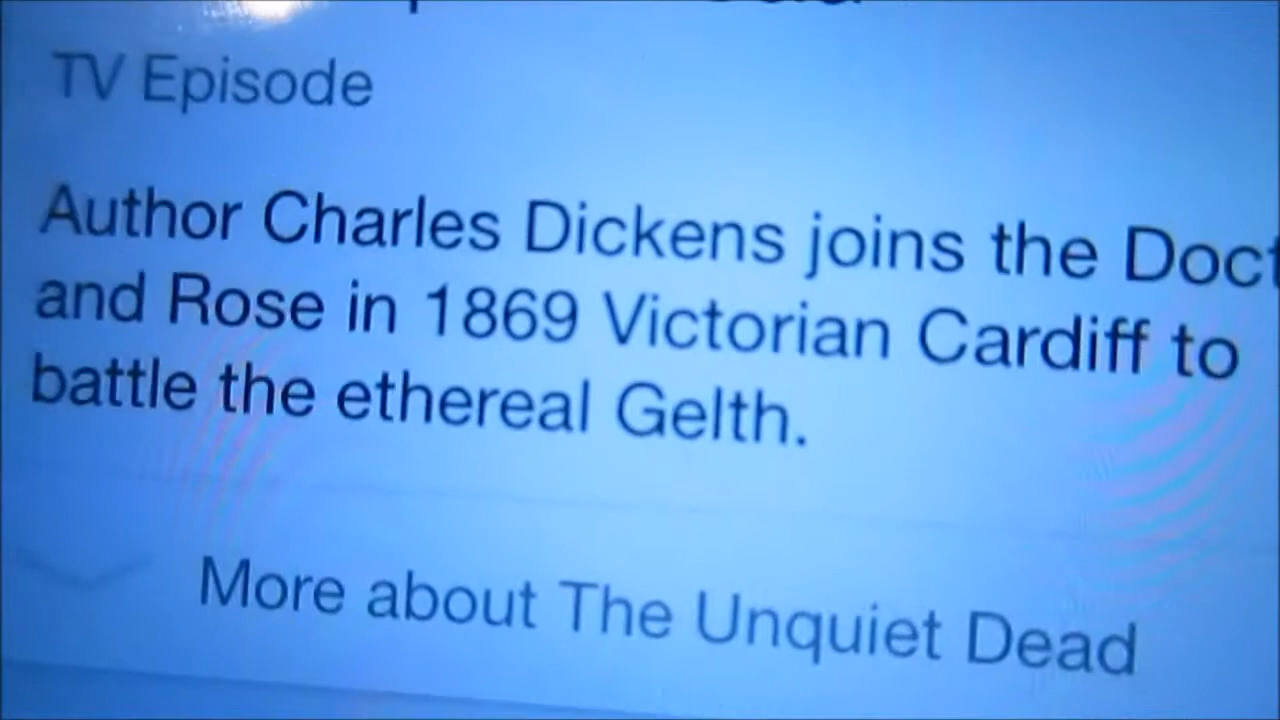 TV Episode
Author Charles Dickens joins the Doct
and Rose in 1869 Victorian Cardiff to
battle the ethereal Gelth.
More about The Unquiet Dead